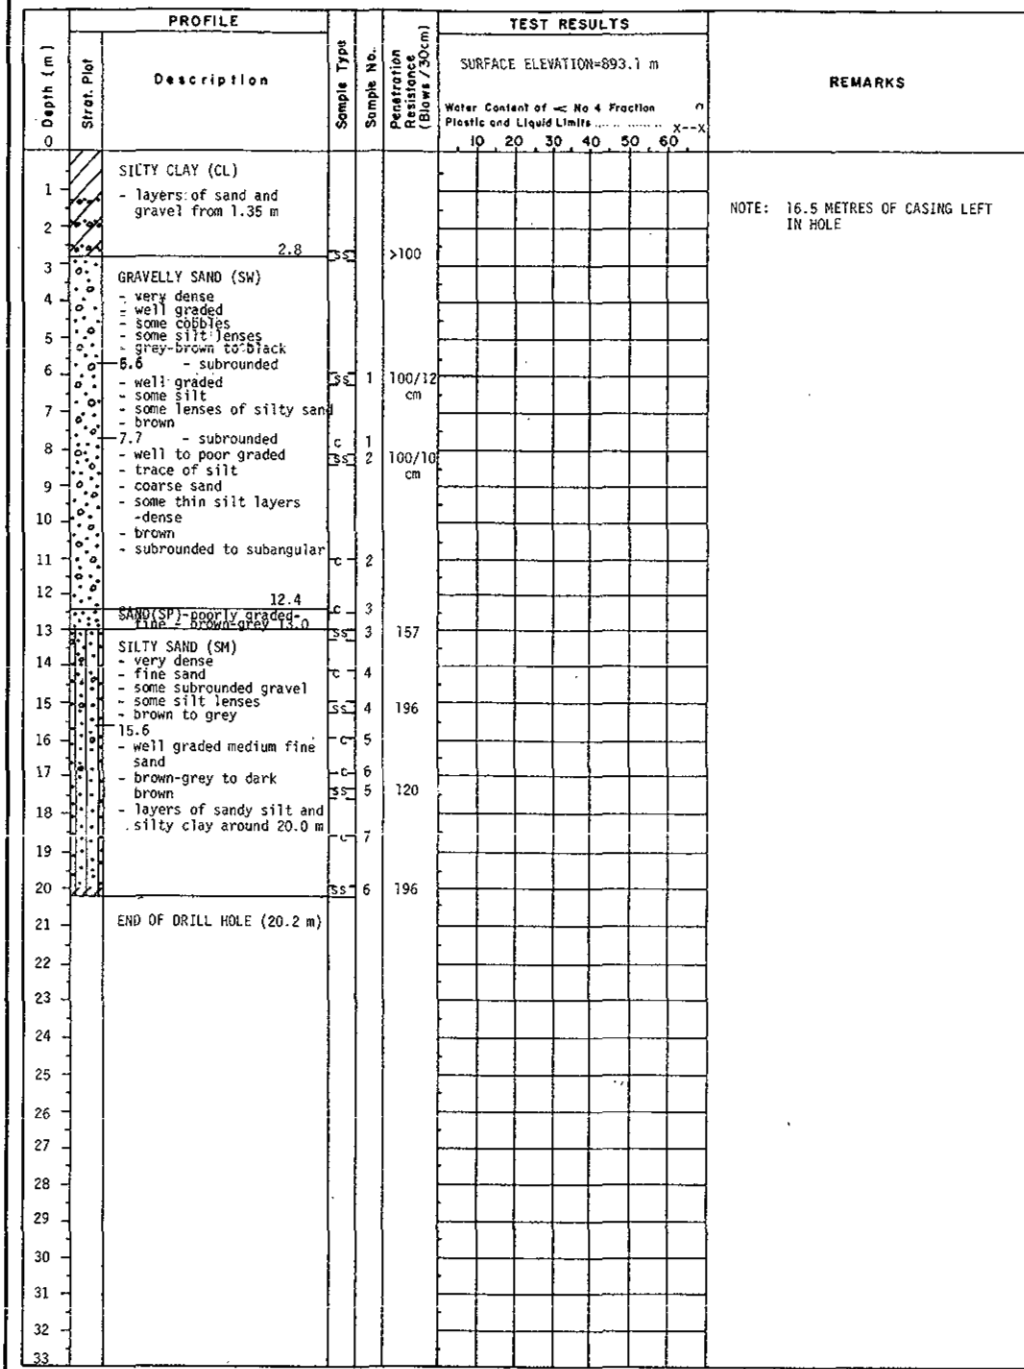 PROFILE
TEST RESULTS
Depth (m)
Strat. Plot
Description
Sample Type
Sample No.
Penetration
Resistance
(Blows /30cm)
SURFACE ELEVATION=893.1 m
REMARKS
Water Content of < No 4 Fraction
Plastic and Liquid Limits ............ X--X
0
10 20 30 40 50 60
SILTY CLAY (CL)
1
- layers of sand and
gravel from 1.35 m
NOTE: 16.5 METRES OF CASING LEFT
IN HOLE
2
2.8 ss >100
3
GRAVELLY SAND (SW)
4
- very dense
- well graded
- some cobbles
5
- some silt lenses
- grey-brown to black
- subrounded
6
ss 1 100/12
cm
- well graded
- some silt
7
- some lenses of silty sand
- brown
7.7 - subrounded
c 1
8
- well to poor graded
ss 2 100/10
cm
- trace of silt
9
- coarse sand
- some thin silt layers
10
-dense
- brown
- subrounded to subangular
11
c 2
12
12.4
c 3
SAND(SP)-poorly graded-
fine - brown-grey 13.0
13
ss 3 157
SILTY SAND (SM)
- very dense
14
- fine sand
c 4
- some subrounded gravel
15
- some silt lenses
ss 4 196
- brown to grey
15.6
16
c 5
- well graded medium fine
sand
17
c 6
- brown-grey to dark
brown
ss 5 120
18
- layers of sandy silt and
silty clay around 20.0 m
c 7
19
20
ss 6 196
21
END OF DRILL HOLE (20.2 m)
22
23
24
25
26
27
28
29
30
31
32
33